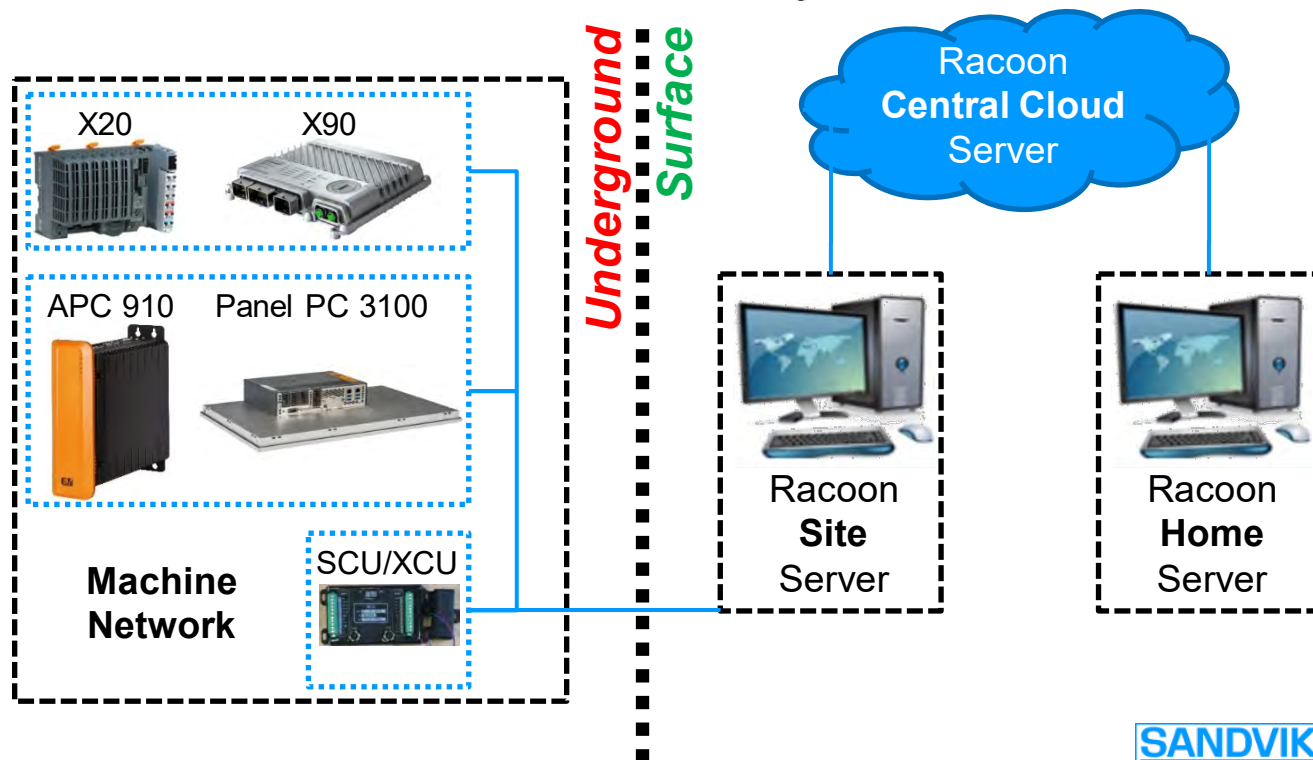 X20
X90
APC 910
Panel PC 3100
SCU/XCU
Machine
Network
Underground
Surface
Racoon
Central Cloud
Server
Racoon
Site
Server
Racoon
Home
Server
SANDVIK